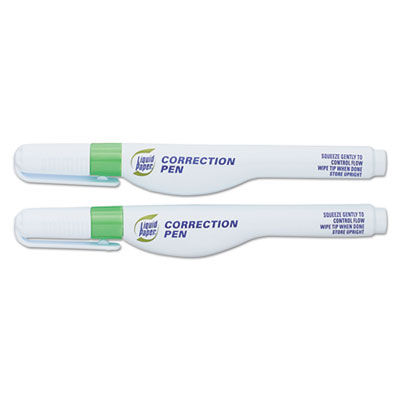 Liquid
Paper
CORRECTION
PEN
SQUEEZE GENTLY TO
CONTROL FLOW
WIPE TIP WHEN DONE
STORE UPRIGHT
Liquid
Paper
CORRECTION
PEN
SQUEEZE GENTLY TO
CONTROL FLOW
WIPE TIP WHEN DONE
STORE UPRIGHT